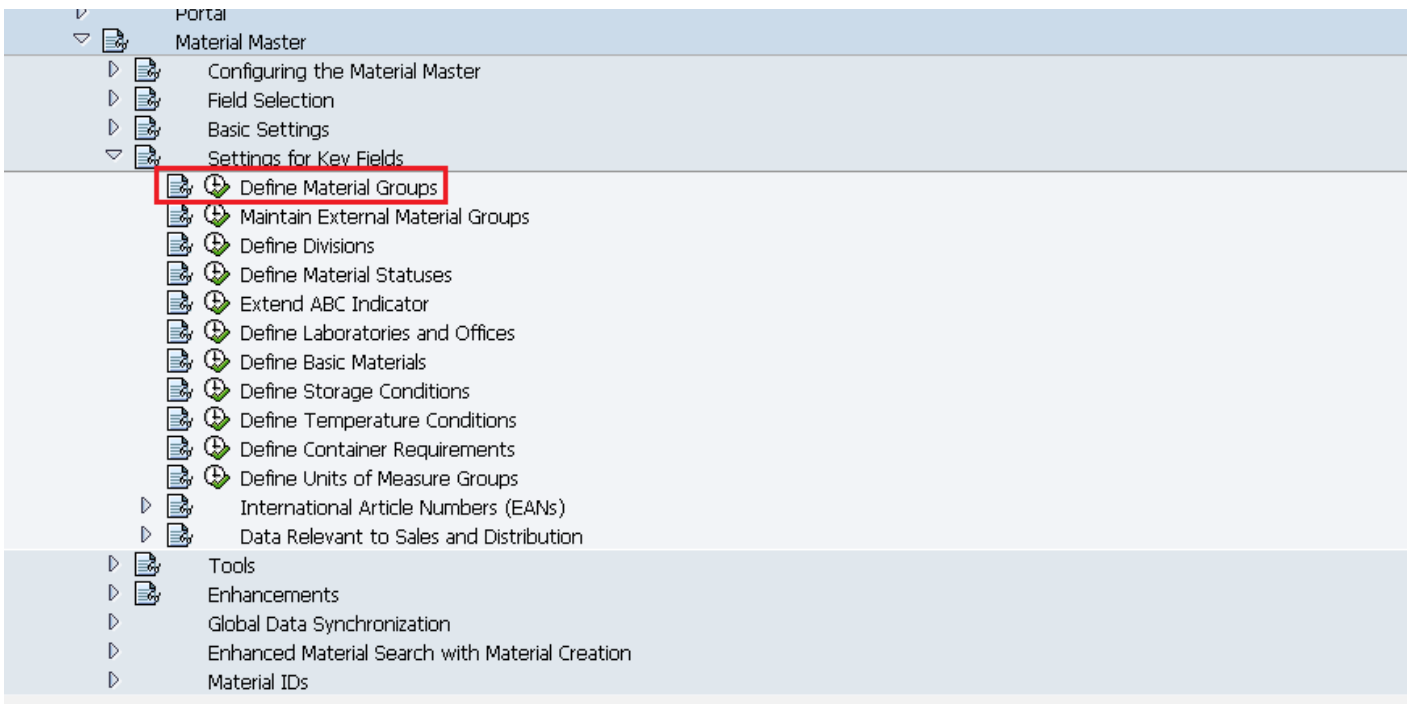 Portal
Material Master
Configuring the Material Master
Field Selection
Basic Settings
Settings for Key Fields
Define Material Groups
Maintain External Material Groups
Define Divisions
Define Material Statuses
Extend ABC Indicator
Define Laboratories and Offices
Define Basic Materials
Define Storage Conditions
Define Temperature Conditions
Define Container Requirements
Define Units of Measure Groups
International Article Numbers (EANs)
Data Relevant to Sales and Distribution
Tools
Enhancements
Global Data Synchronization
Enhanced Material Search with Material Creation
Material IDs